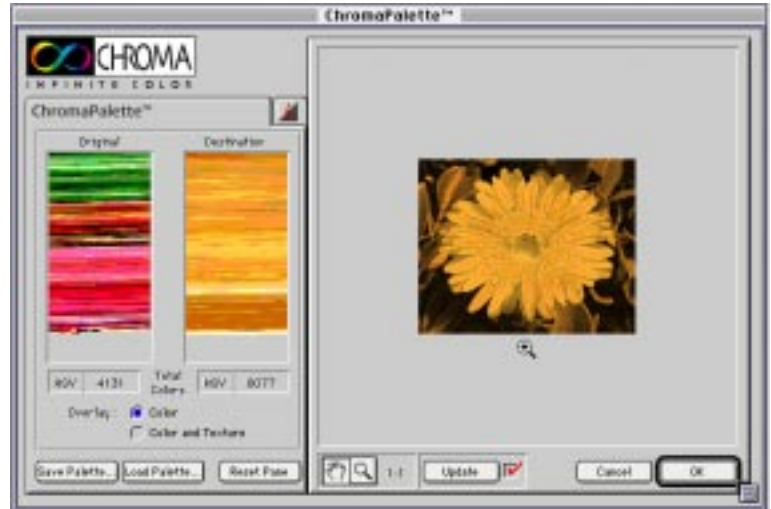 ChromaPalette™
CHROMA
INFINITE COLOR
ChromaPalette™
Original Destination
HSV 4131 Total Colors HSV 8077
Overlay: Color
Color and Texture
Save Palette... Load Palette... Reset Pane
1:1 Update Cancel OK